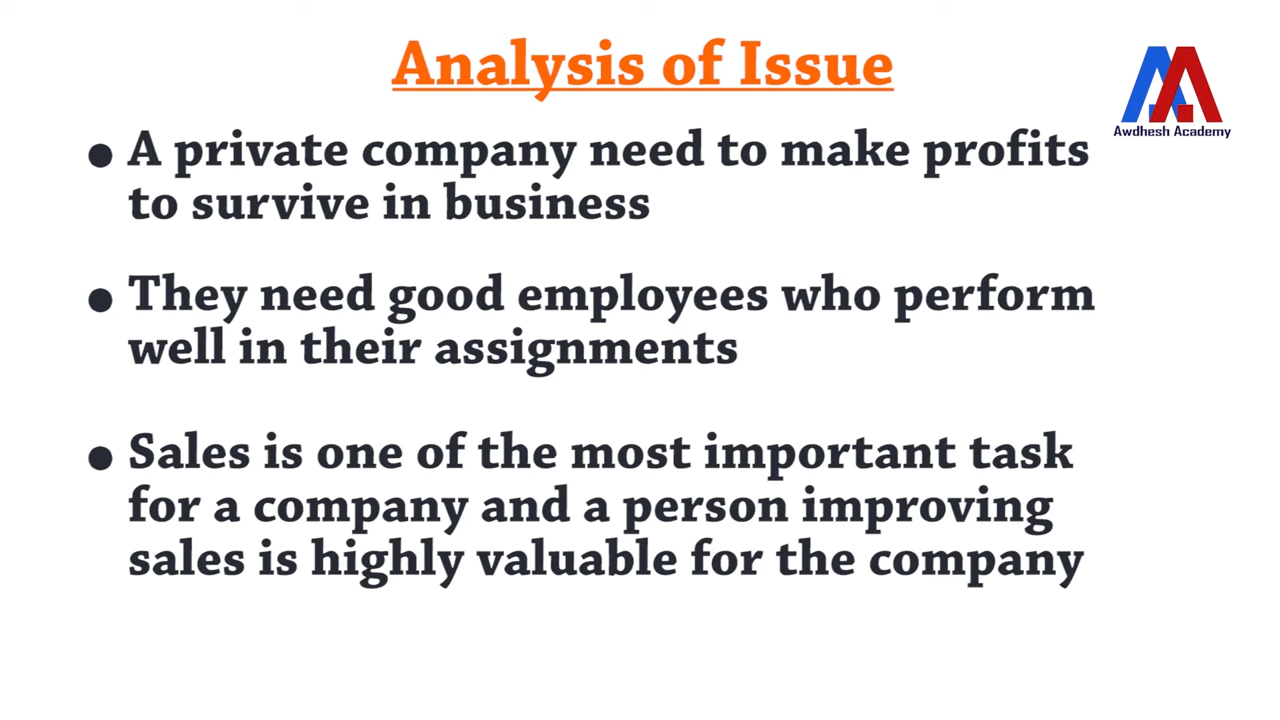 Analysis of Issue
Awdhesh Academy
● A private company need to make profits
to survive in business
● They need good employees who perform
well in their assignments
● Sales is one of the most important task
for a company and a person improving
sales is highly valuable for the company